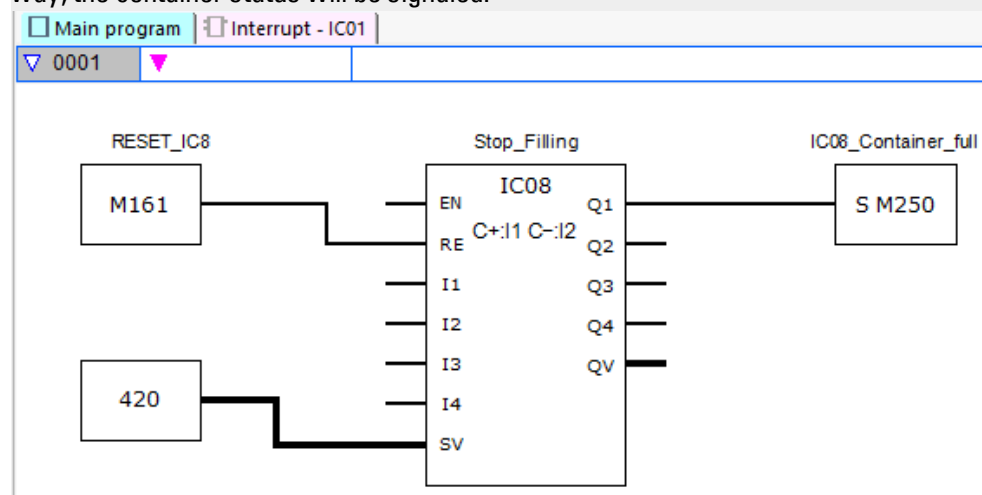 way, the container status will be signaled.
Main program Interrupt - IC01
0001
RESET_IC8 Stop_Filling IC08_Container_full
M161 IC08 S M250
EN Q1
C+:I1 C−:I2
RE Q2
I1 Q3
I2 Q4
I3 QV
420 I4
SV